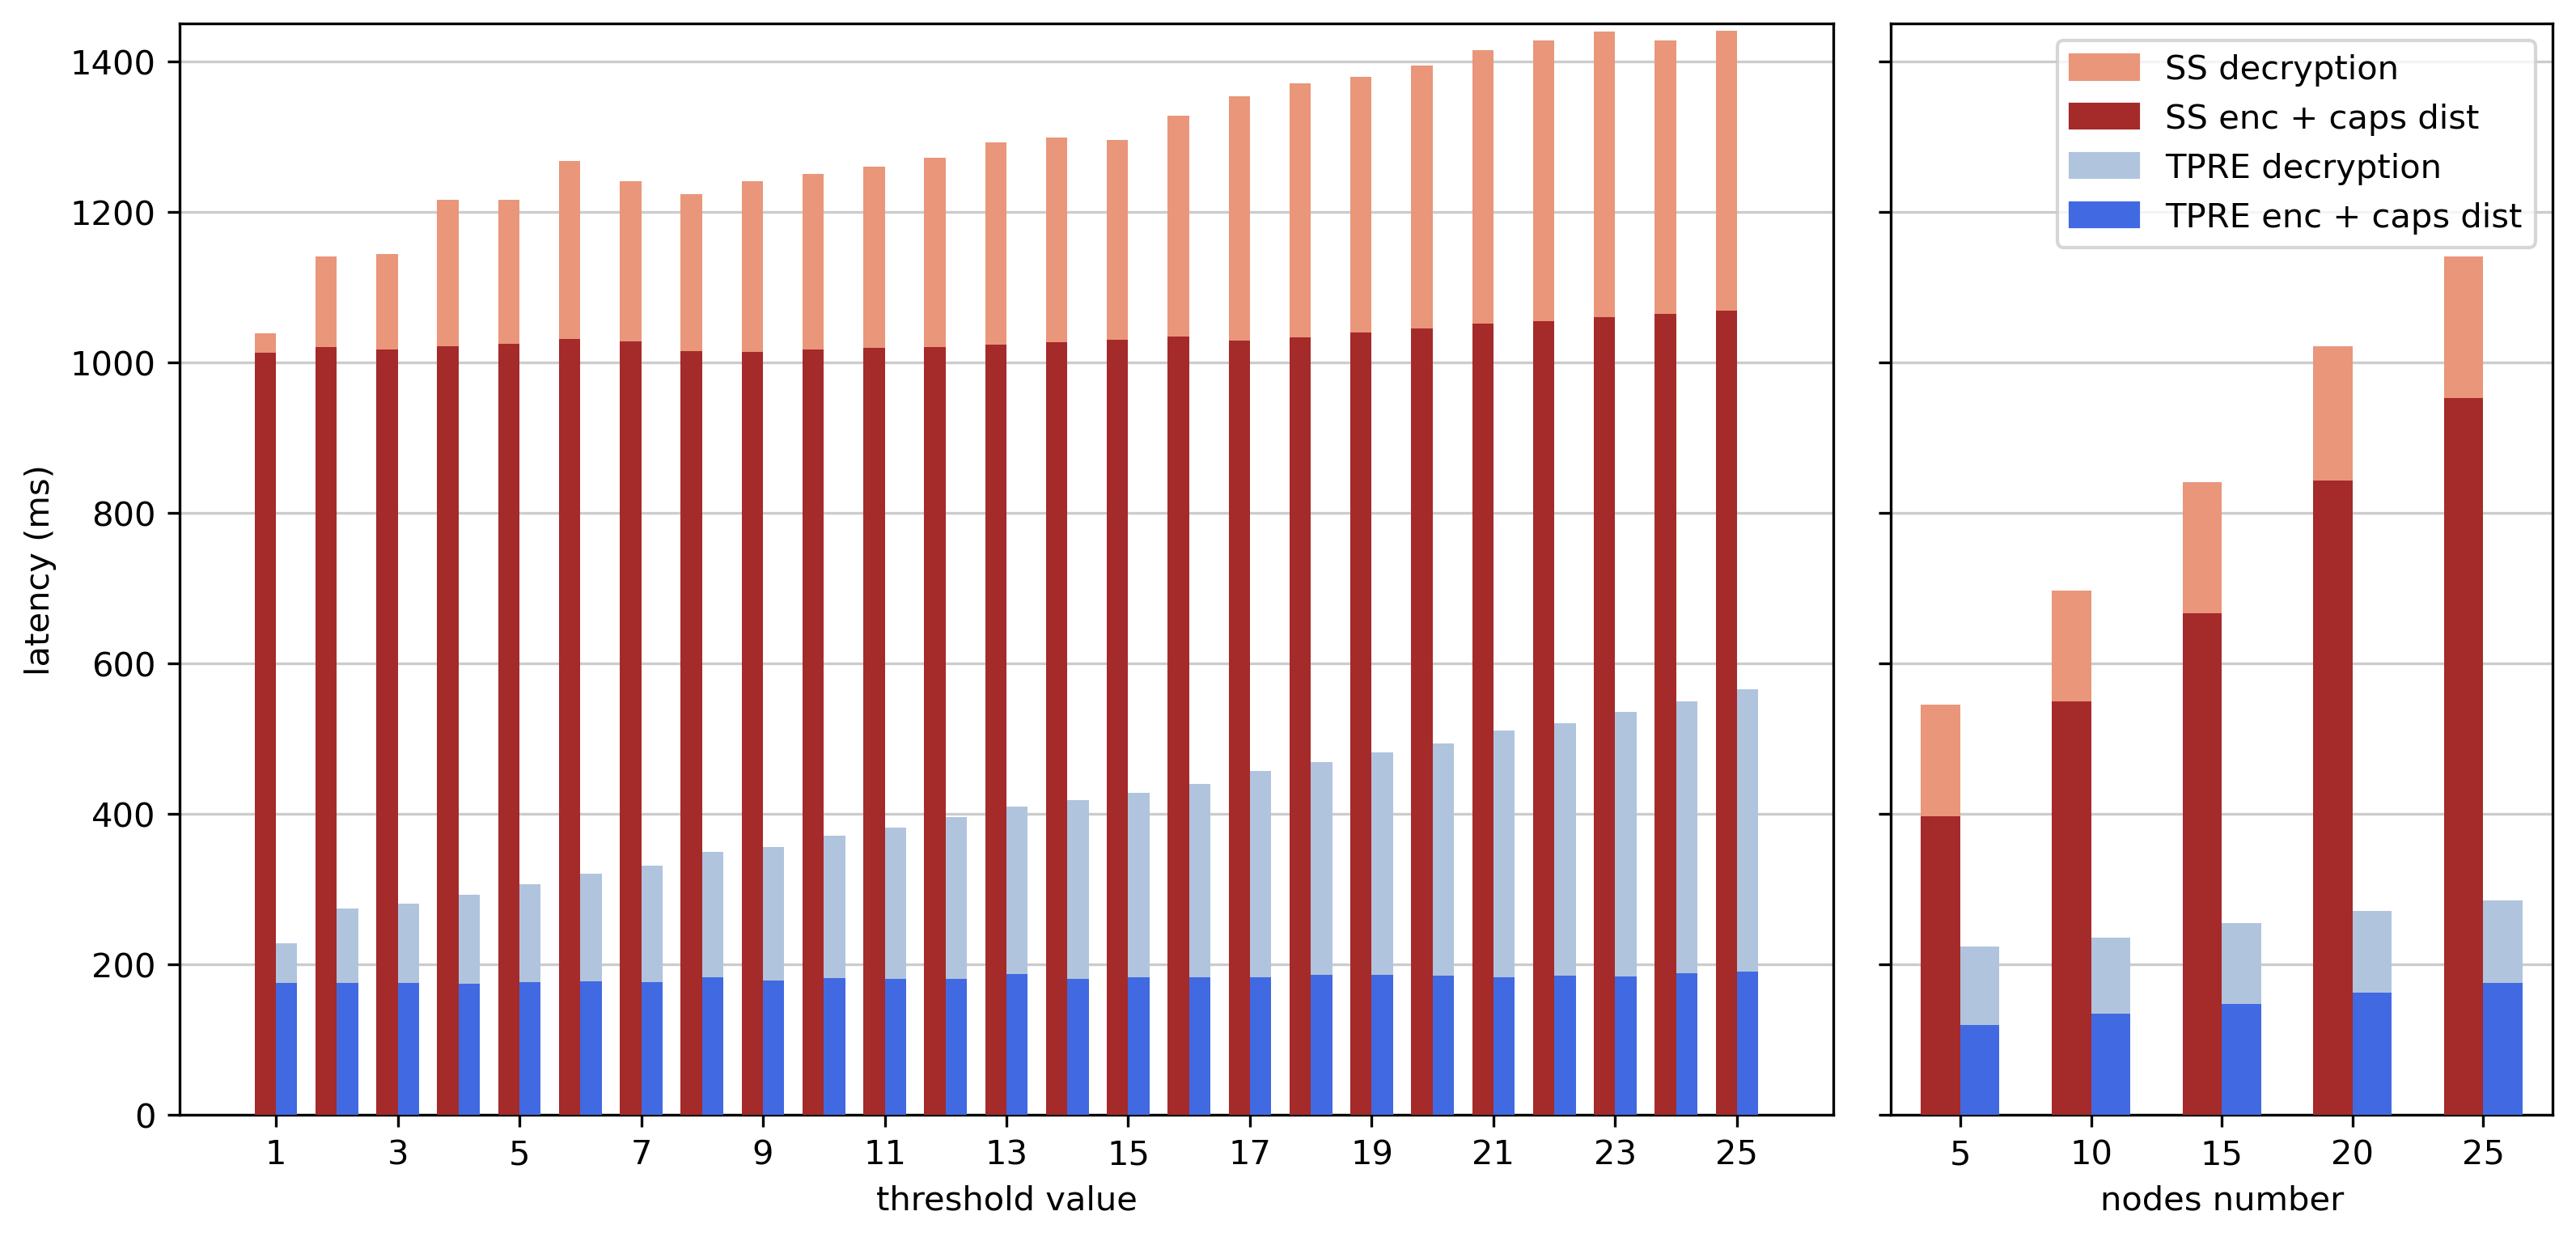 latency (ms)
1400
1200
1000
800
600
400
200
0
1 3 5 7 9 11 13 15 17 19 21 23 25
threshold value
SS decryption
SS enc + caps dist
TPRE decryption
TPRE enc + caps dist
5 10 15 20 25
nodes number